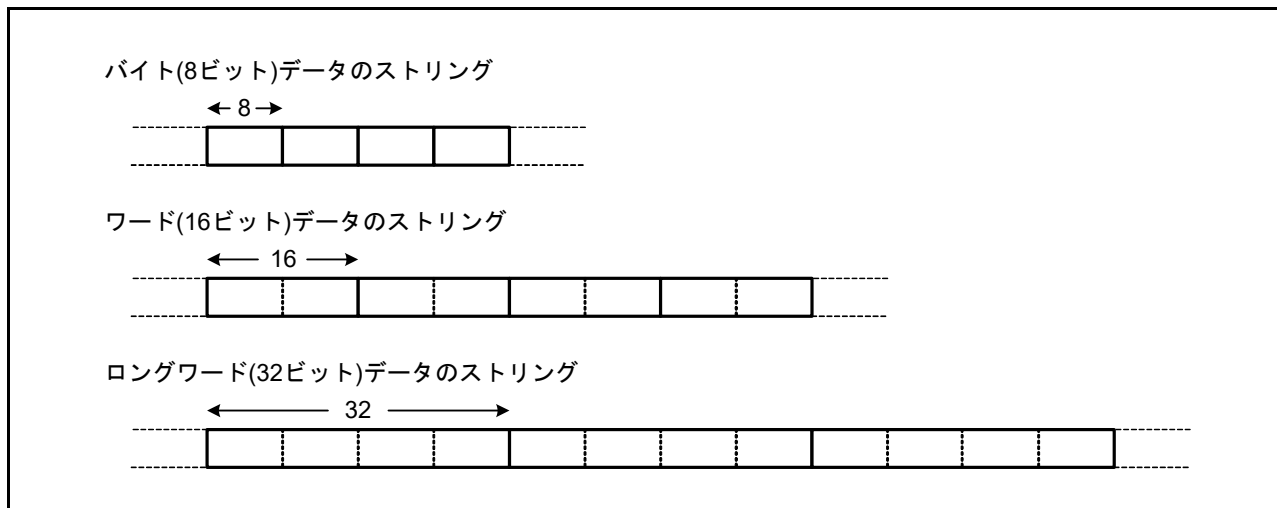 バイト(8ビット)データのストリング
8
ワード(16ビット)データのストリング
16
ロングワード(32ビット)データのストリング
32